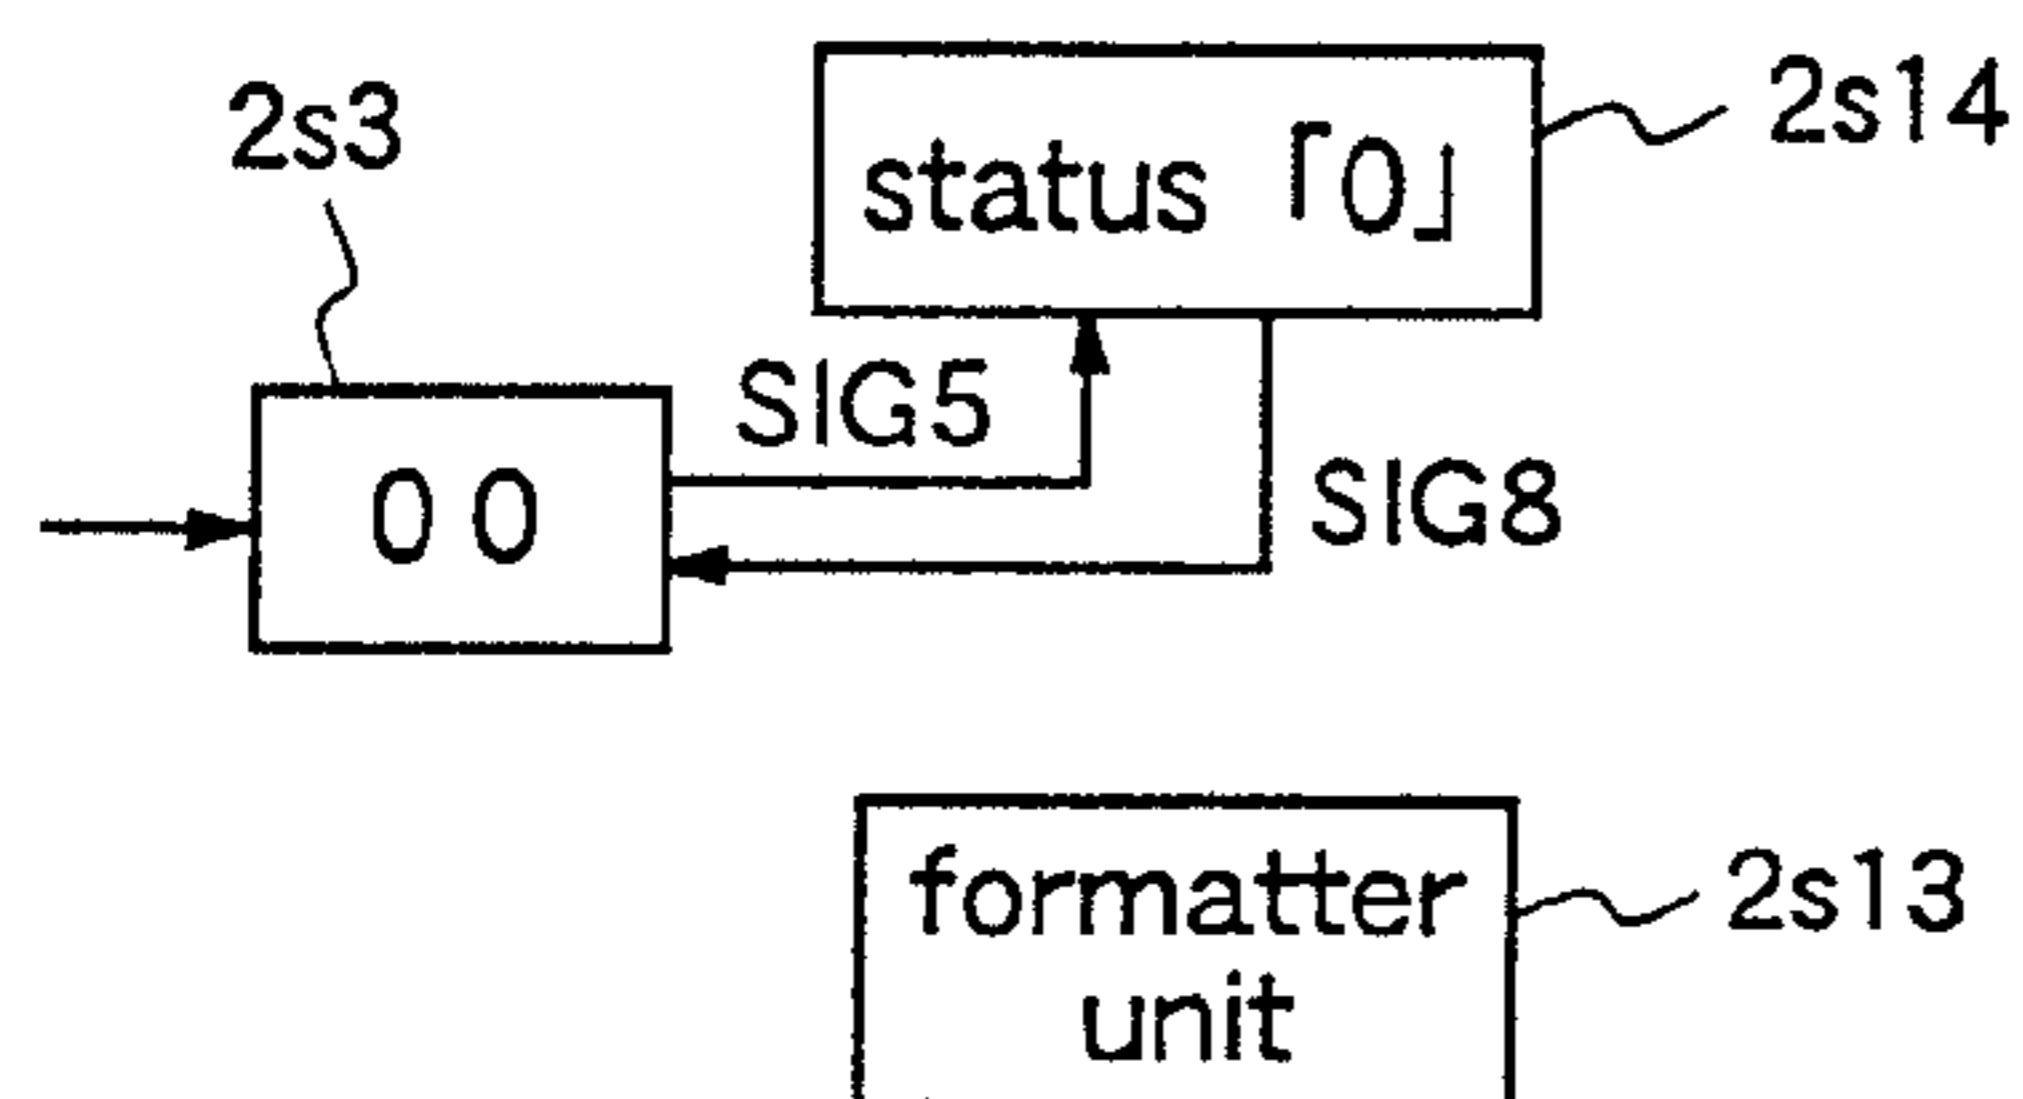 2s3
status 「0」
2s14
SIG5
0 0
SIG8
formatter
unit
2s13